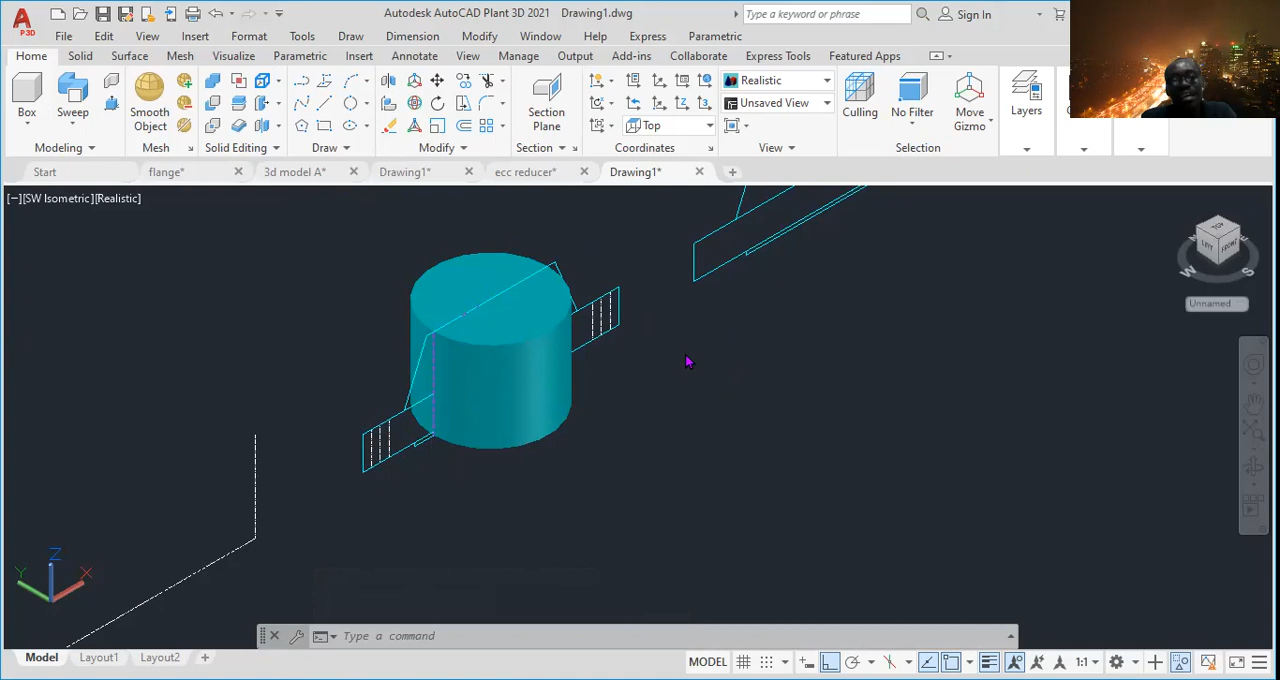 Autodesk AutoCAD Plant 3D 2021 Drawing1.dwg
Type a keyword or phrase
Sign In
A
P3D
File Edit View Insert Format Tools Draw Dimension Modify Window Help Express Parametric
Home Solid Surface Mesh Visualize Parametric Insert Annotate View Manage Output Add-ins Collaborate Express Tools Featured Apps
Box Sweep Smooth Object Section Plane Realistic Unsaved View Top Culling No Filter Move Gizmo Layers
Modeling Mesh Solid Editing Draw Modify Section Coordinates View Selection
Start flange* 3d model A* Drawing1* ecc reducer* Drawing1*
[−][SW Isometric][Realistic]
TOP
LEFT FRONT
W S
Unnamed
Z
Y X
Type a command
Model Layout1 Layout2 +
MODEL 1:1